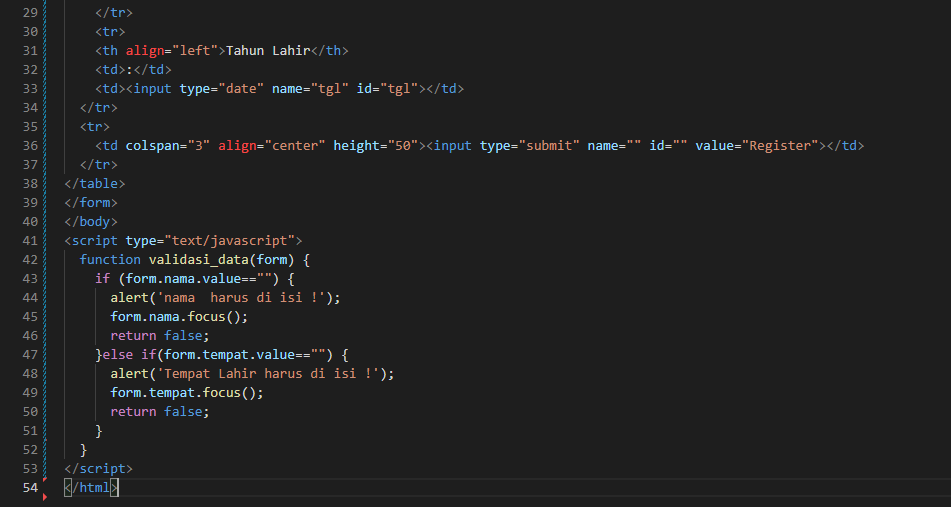 29 </tr>
30 <tr>
31 <th align="left">Tahun Lahir</th>
32 <td>:</td>
33 <td><input type="date" name="tgl" id="tgl"></td>
34 </tr>
35 <tr>
36 <td colspan="3" align="center" height="50"><input type="submit" name="" id="" value="Register"></td>
37 </tr>
38 </table>
39 </form>
40 </body>
41 <script type="text/javascript">
42 function validasi_data(form) {
43 if (form.nama.value=="") {
44 alert('nama  harus di isi !');
45 form.nama.focus();
46 return false;
47 }else if(form.tempat.value=="") {
48 alert('Tempat Lahir harus di isi !');
49 form.tempat.focus();
50 return false;
51 }
52 }
53 </script>
54 </html>